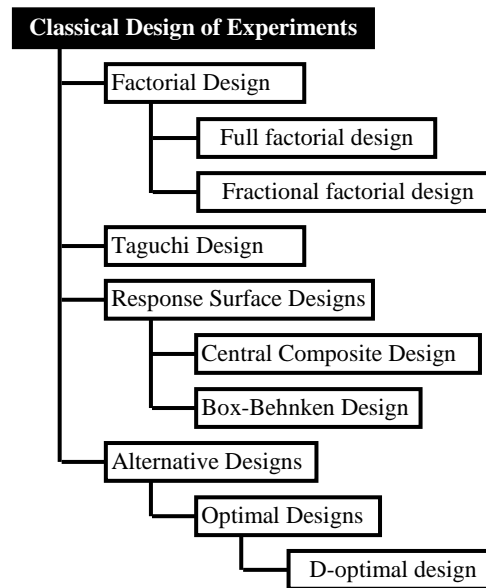 Classical Design of Experiments
Factorial Design
Full factorial design
Fractional factorial design
Taguchi Design
Response Surface Designs
Central Composite Design
Box-Behnken Design
Alternative Designs
Optimal Designs
D-optimal design